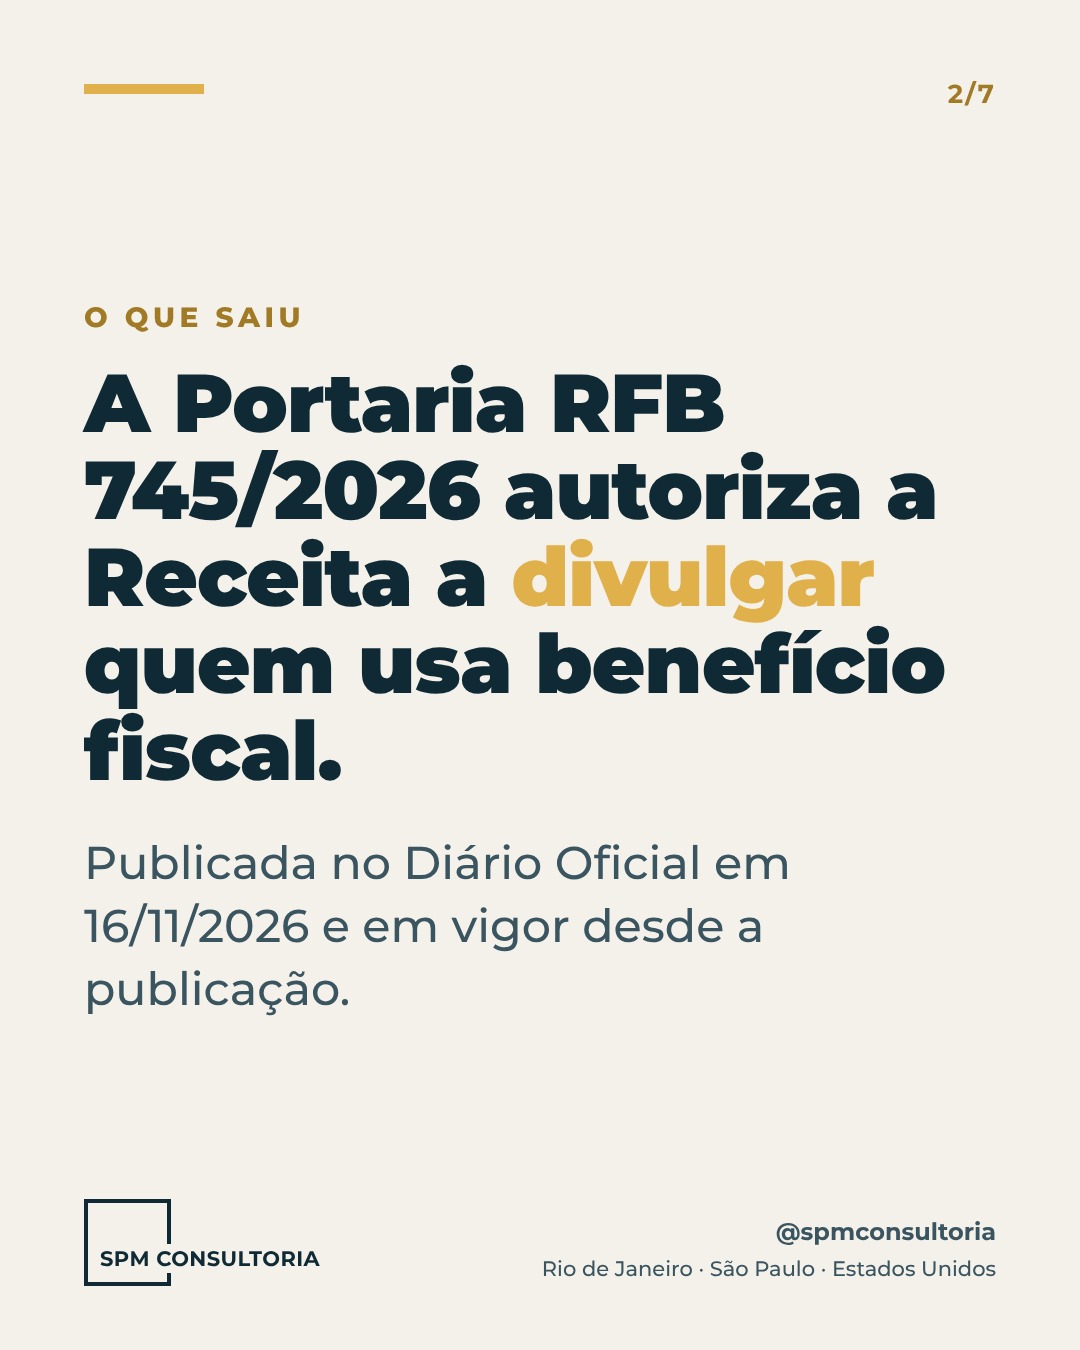 2/7
O QUE SAIU
A Portaria RFB
745/2026 autoriza a
Receita a divulgar
quem usa benefício
fiscal.
Publicada no Diário Oficial em
16/11/2026 e em vigor desde a
publicação.
SPM CONSULTORIA
@spmconsultoria
Rio de Janeiro · São Paulo · Estados Unidos